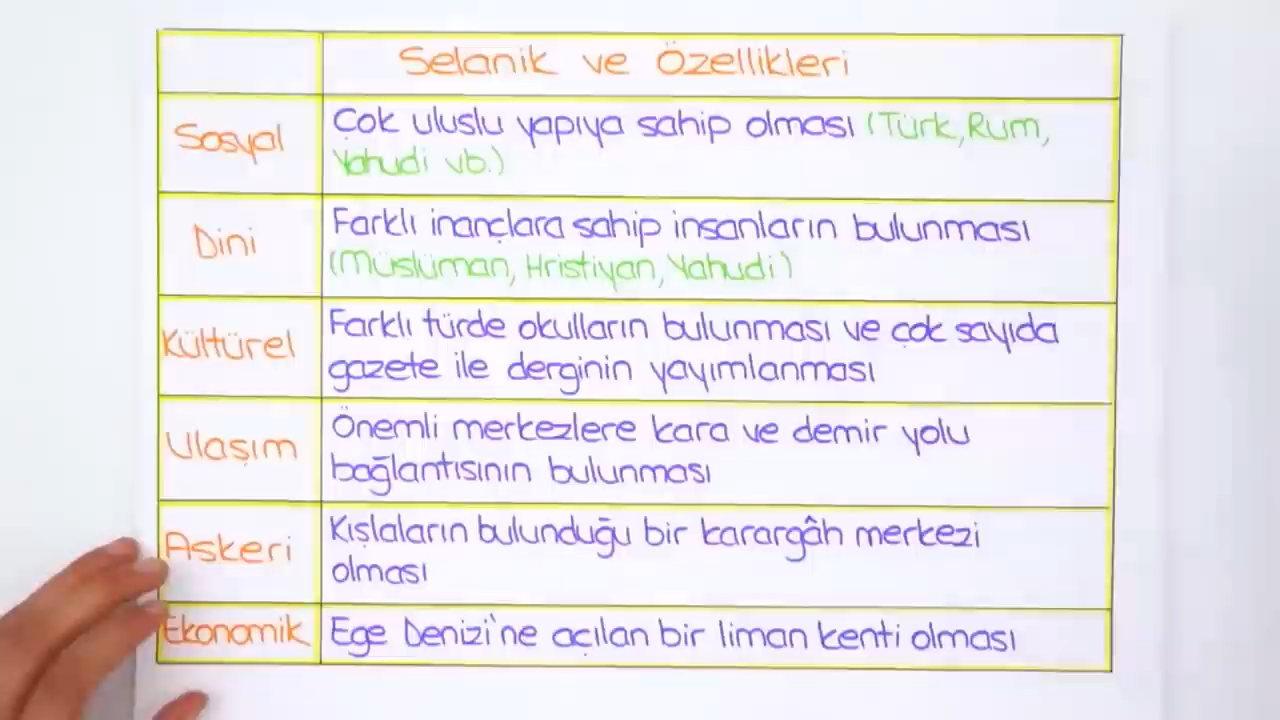 Selanik ve Özellikleri
Sosyal
Çok uluslu yapıya sahip olması (Türk, Rum,
Yahudi vb.)
Dini
Farklı inançlara sahip insanların bulunması
(Müslüman, Hristiyan, Yahudi)
Kültürel
Farklı türde okulların bulunması ve çok sayıda
gazete ile derginin yayımlanması
Ulaşım
Önemli merkezlere kara ve demir yolu
bağlantısının bulunması
Askeri
Kışlaların bulunduğu bir karargâh merkezi
olması
Ekonomik
Ege Denizi'ne açılan bir liman kenti olması